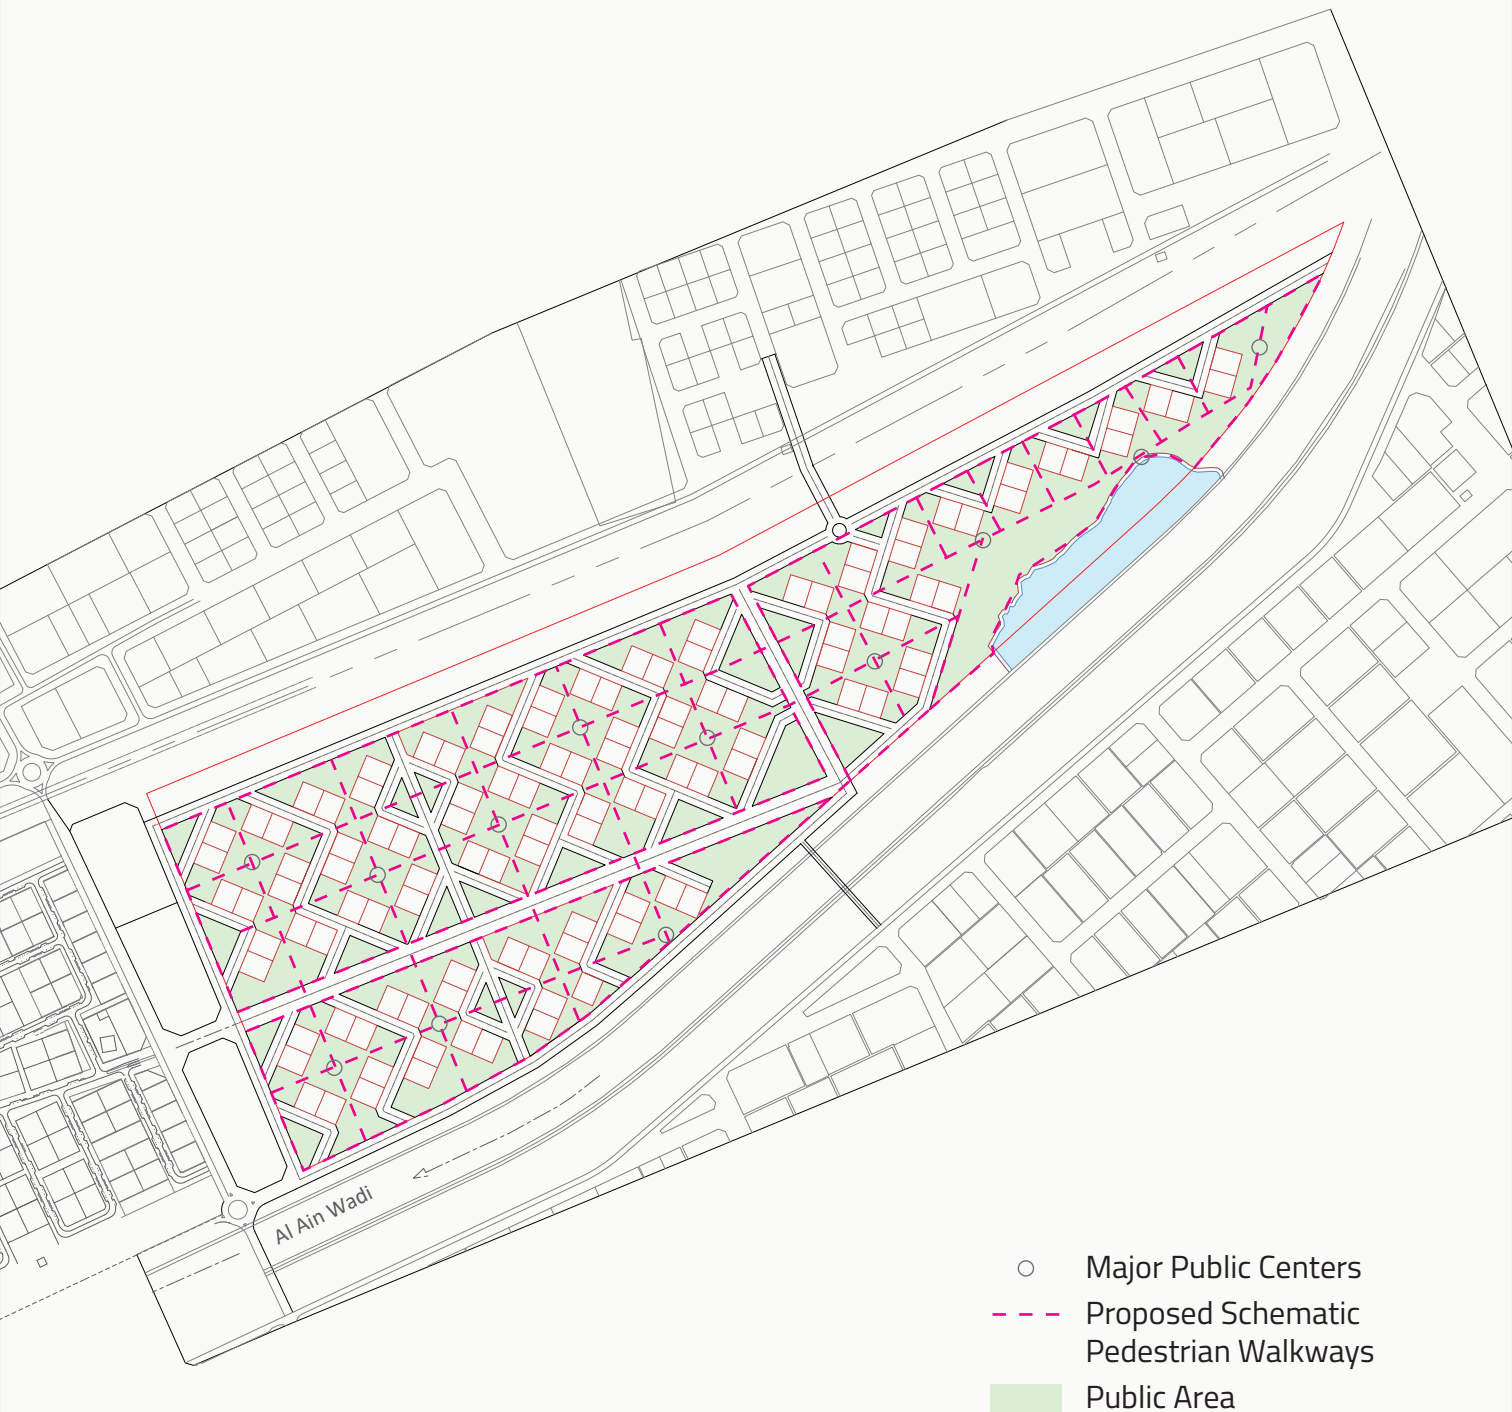 Al Ain Wadi
Major Public Centers
Proposed Schematic
Pedestrian Walkways
Public Area